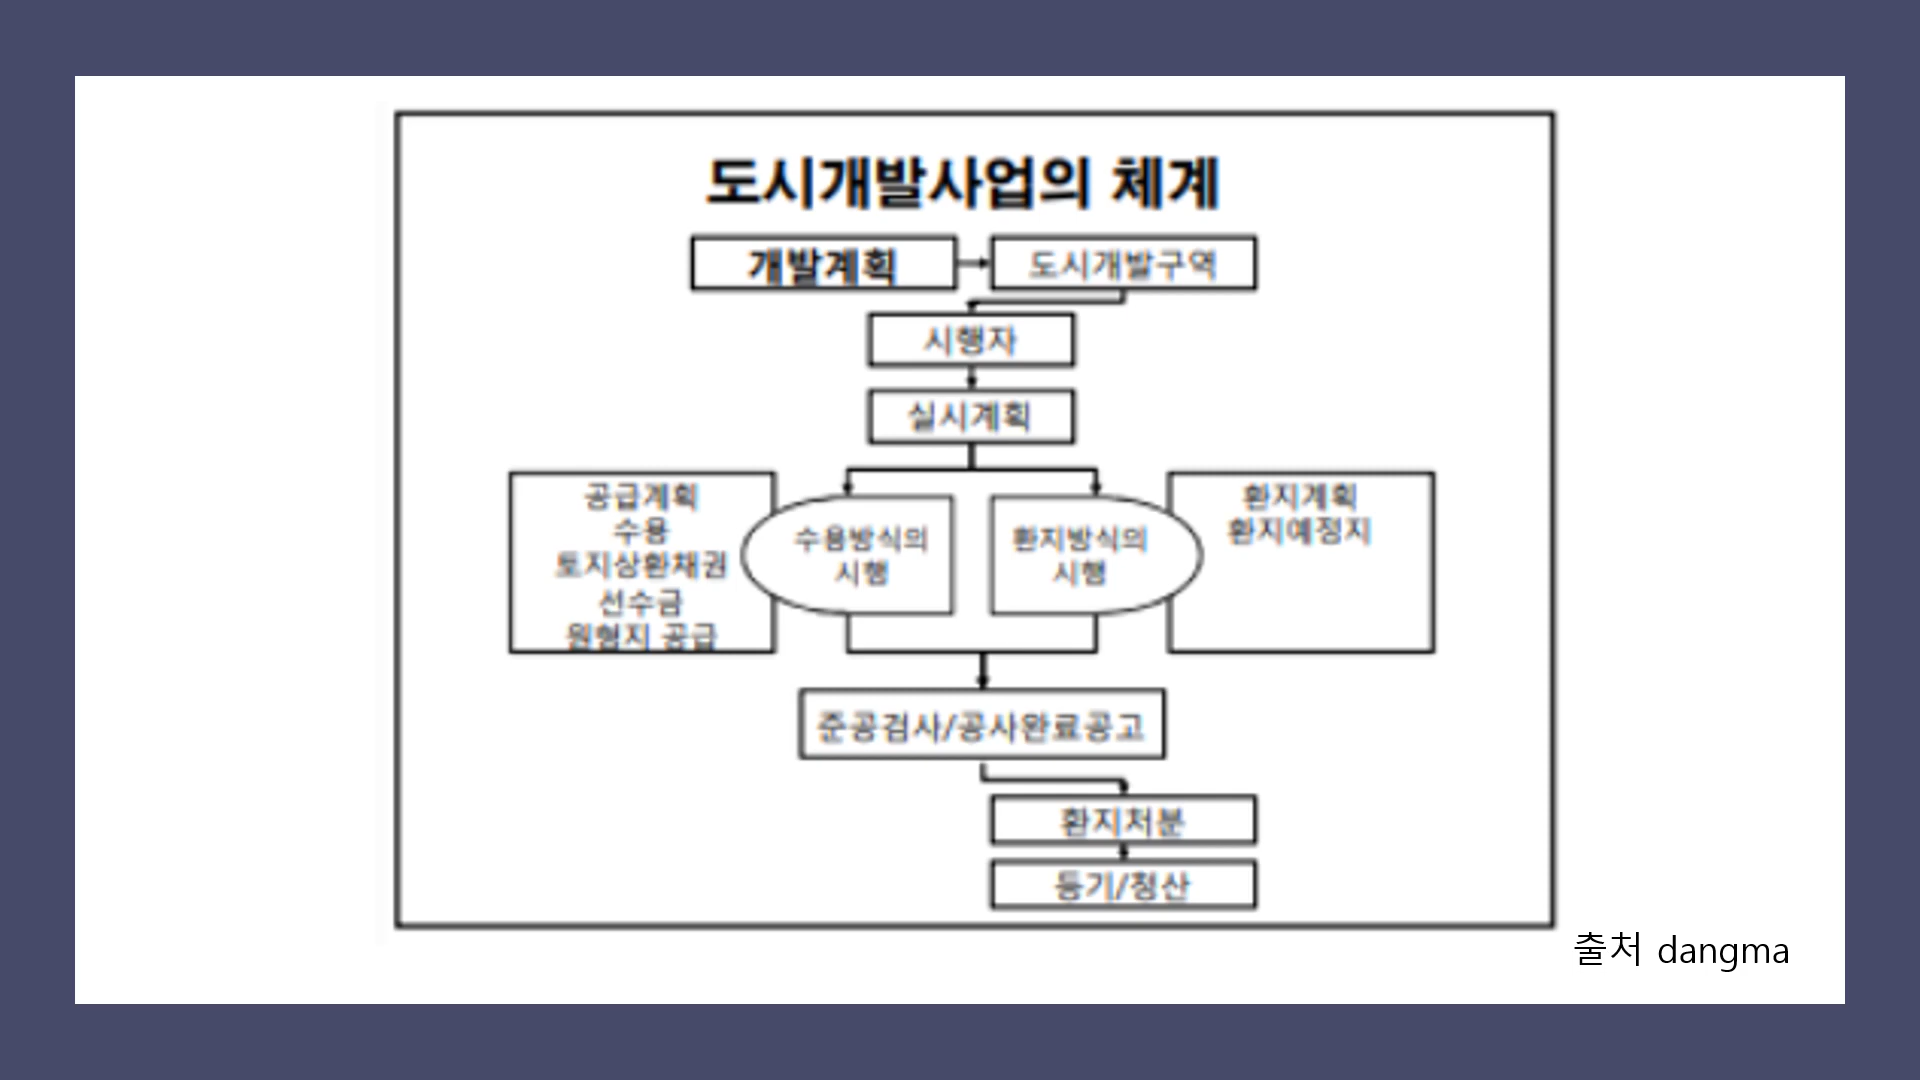 도시개발사업의 체계
개발계획
도시개발구역
시행자
실시계획
공급계획
수용
토지상환채권
선수금
원형지 공급
수용방식의
시행
환지방식의
시행
환지계획
환지예정지
준공검사/공사완료공고
환지처분
등기/청산
출처 dangma